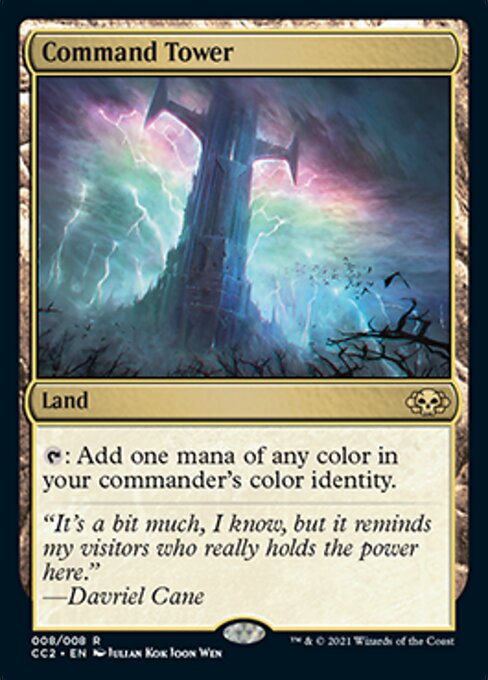 Command Tower
Land
: Add one mana of any color in
your commander's color identity.
“It's a bit much, I know, but it reminds
my visitors who really holds the power
here.”
—Davriel Cane
008/008 R
CC2 • EN Julian Kok Joon Wen
™ & © 2021 Wizards of the Coast